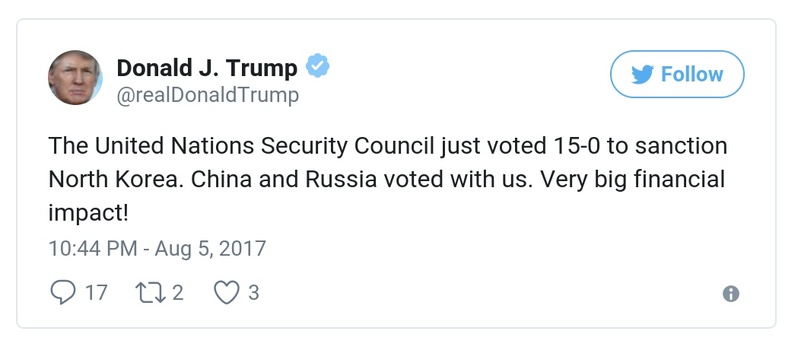 Donald J. Trump
@realDonaldTrump
Follow
The United Nations Security Council just voted 15-0 to sanction
North Korea. China and Russia voted with us. Very big financial
impact!
10:44 PM - Aug 5, 2017
17 2 3